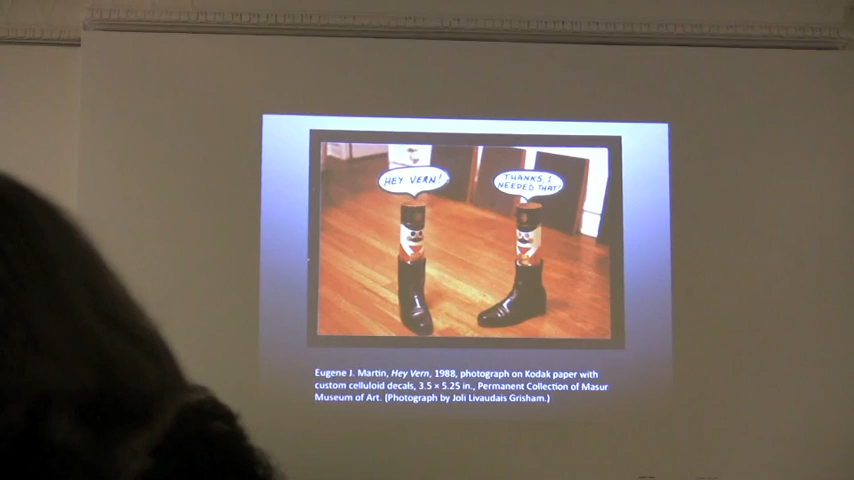 HEY VERN!
THANKS I
NEEDED THAT!
Eugene J. Martin, Hey Vern, 1988, photograph on Kodak paper with
custom celluloid decals, 3.5 × 5.25 in., Permanent Collection of Masur
Museum of Art. (Photograph by Joli Livaudais Grisham.)